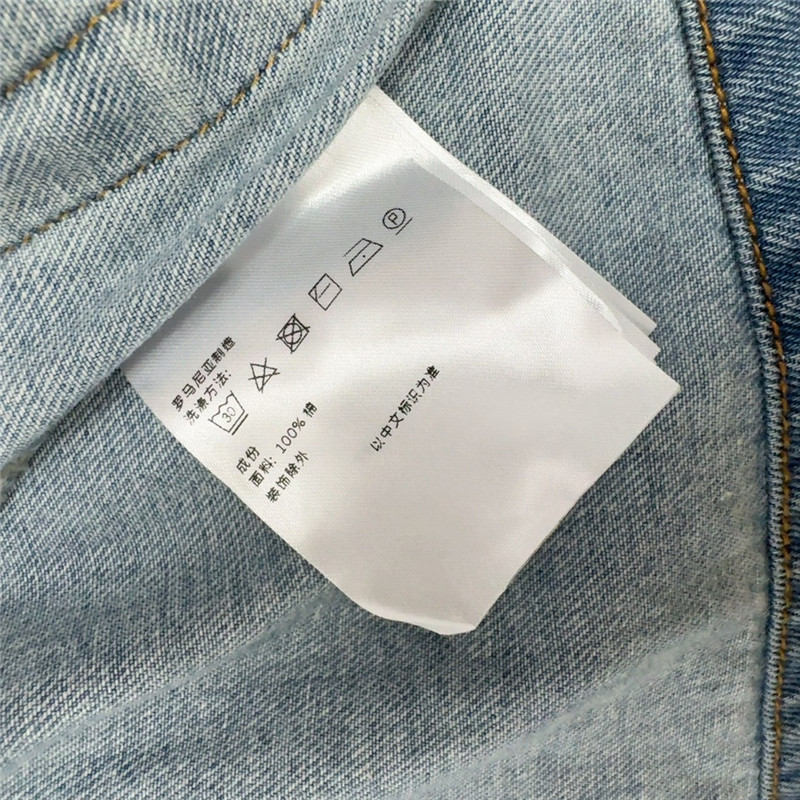 罗马尼亚制造
洗涤方法:
30
P
成份
面料: 100% 棉
装饰除外
以中文标识为准